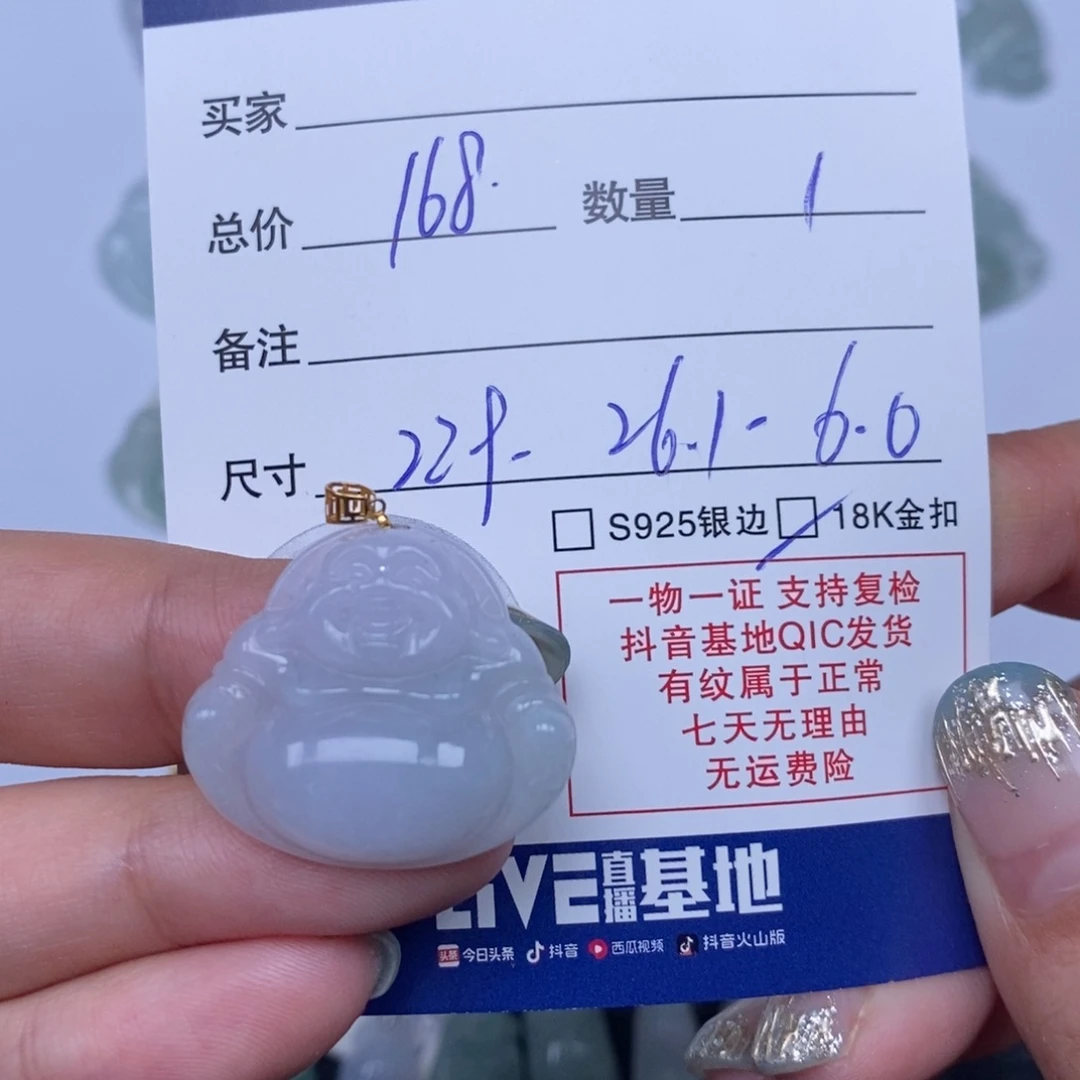 买家
总价 168. 数量 1
备注
尺寸 26.1- 6.0
S925银边 18K金扣
一物一证 支持复检
抖音基地QIC发货
有纹属于正常
七天无理由
无运费险
LIVE直播基地
头条 今日头条 抖音 西瓜视频 抖音火山版